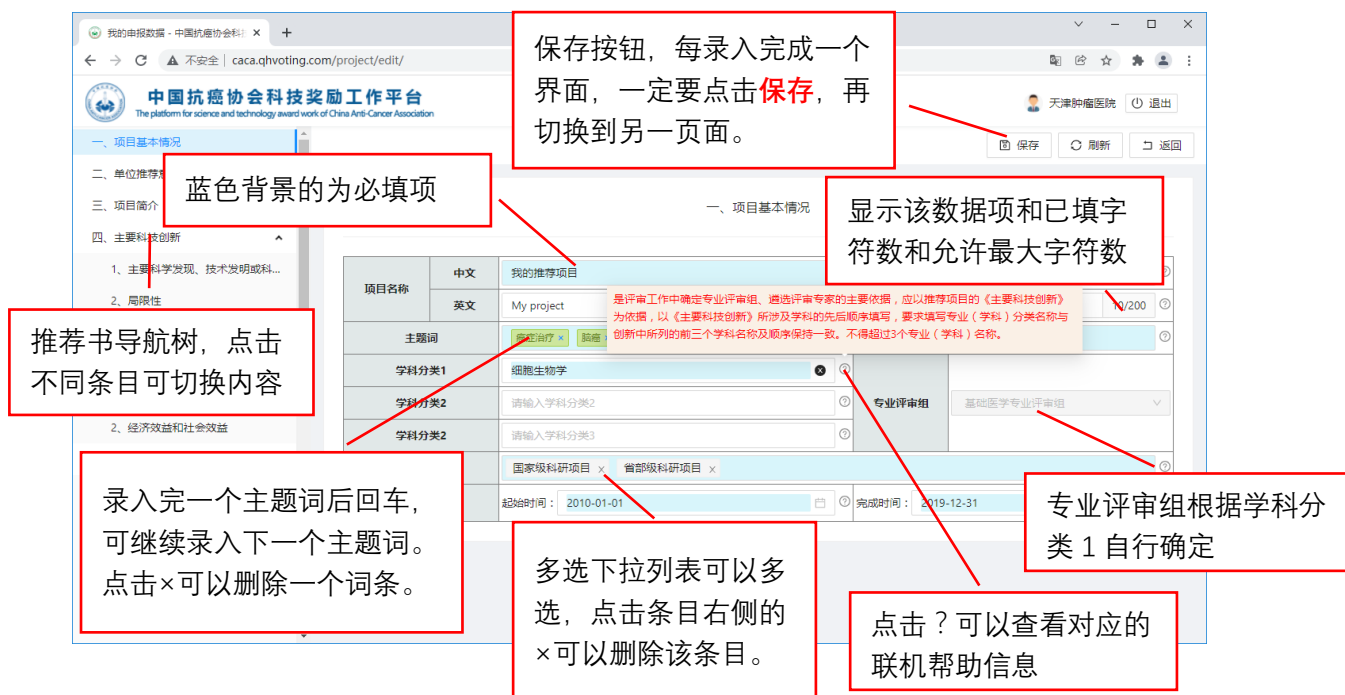 我的申报数据 - 中国抗癌协会科
不安全 | caca.qhvoting.com/project/edit/
中国抗癌协会科技奖励工作平台
The platform for science and technology award work of China Anti-Cancer Association
天津肿瘤医院
退出
保存按钮，每录入完成一个
界面，一定要点击保存，再
切换到另一页面。
保存
刷新
返回
一、项目基本情况
二、单位推荐意
三、项目简介
四、主要科技创新
1、主要科学发现、技术发明或科...
2、局限性
2、经济效益和社会效益
蓝色背景的为必填项
一、项目基本情况
显示该数据项和已填字
符数和允许最大字符数
推荐书导航树，点击
不同条目可切换内容
项目名称
中文
我的推荐项目
英文
My project
10/200
是评审工作中确定专业评审组、遴选评审专家的主要依据，应以推荐项目的《主要科技创新》
为依据，以《主要科技创新》所涉及学科的先后顺序填写，要求填写专业（学科）分类名称与
创新中所列的前三个学科名称及顺序保持一致。不得超过3个专业（学科）名称。
主题词
癌症治疗 ×
脑癌
学科分类1
细胞生物学
学科分类2
请输入学科分类2
专业评审组
基础医学专业评审组
学科分类2
请输入学科分类3
国家级科研项目 ×
省部级科研项目 ×
起始时间：
2010-01-01
完成时间：
2019-12-31
录入完一个主题词后回车，
可继续录入下一个主题词。
点击×可以删除一个词条。
多选下拉列表可以多
选，点击条目右侧的
×可以删除该条目。
专业评审组根据学科分
类 1 自行确定
点击？可以查看对应的
联机帮助信息